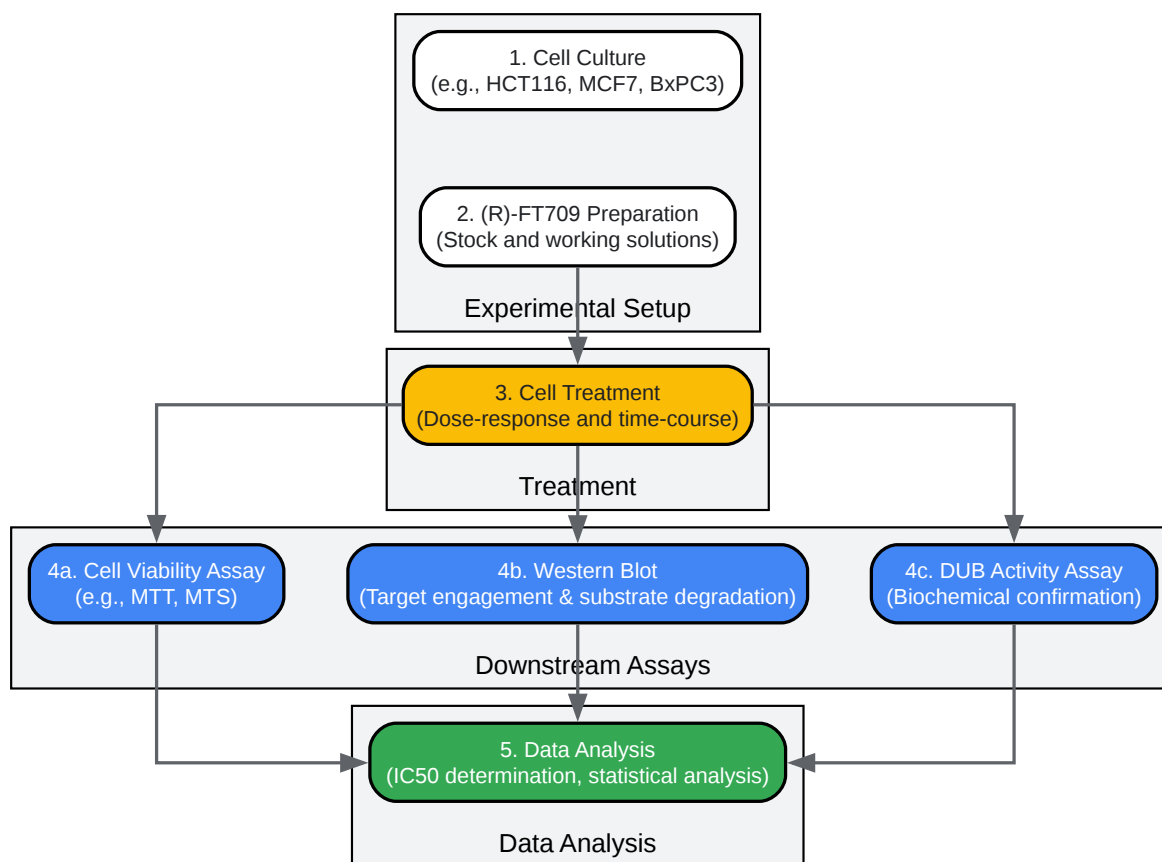 1. Cell Culture
(e.g., HCT116, MCF7, BxPC3)
2. (R)-FT709 Preparation
(Stock and working solutions)
Experimental Setup
3. Cell Treatment
(Dose-response and time-course)
Treatment
4a. Cell Viability Assay
(e.g., MTT, MTS)
4b. Western Blot
(Target engagement & substrate degradation)
4c. DUB Activity Assay
(Biochemical confirmation)
Downstream Assays
5. Data Analysis
(IC50 determination, statistical analysis)
Data Analysis